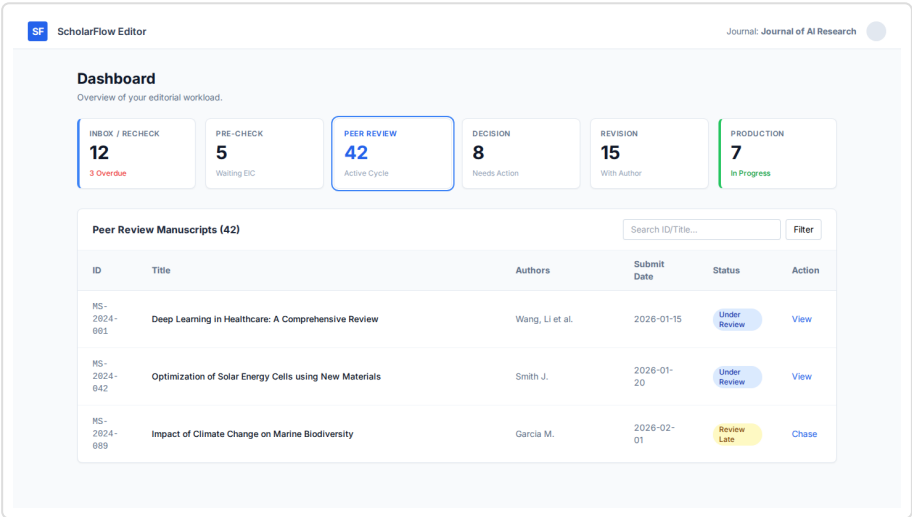 SF ScholarFlow Editor Journal: Journal of AI Research
Dashboard
Overview of your editorial workload.
INBOX / RECHECK
12
3 Overdue
PRE-CHECK
5
Waiting EIC
PEER REVIEW
42
Active Cycle
DECISION
8
Needs Action
REVISION
15
With Author
PRODUCTION
7
In Progress
Peer Review Manuscripts (42) Search ID/Title... Filter
ID Title Authors Submit
Date Status Action
MS-
2024-
001
Deep Learning in Healthcare: A Comprehensive Review
Wang, Li et al.
2026-01-15
Under
Review
View
MS-
2024-
042
Optimization of Solar Energy Cells using New Materials
Smith J.
2026-01-
20
Under
Review
View
MS-
2024-
089
Impact of Climate Change on Marine Biodiversity
Garcia M.
2026-02-
01
Review
Late
Chase